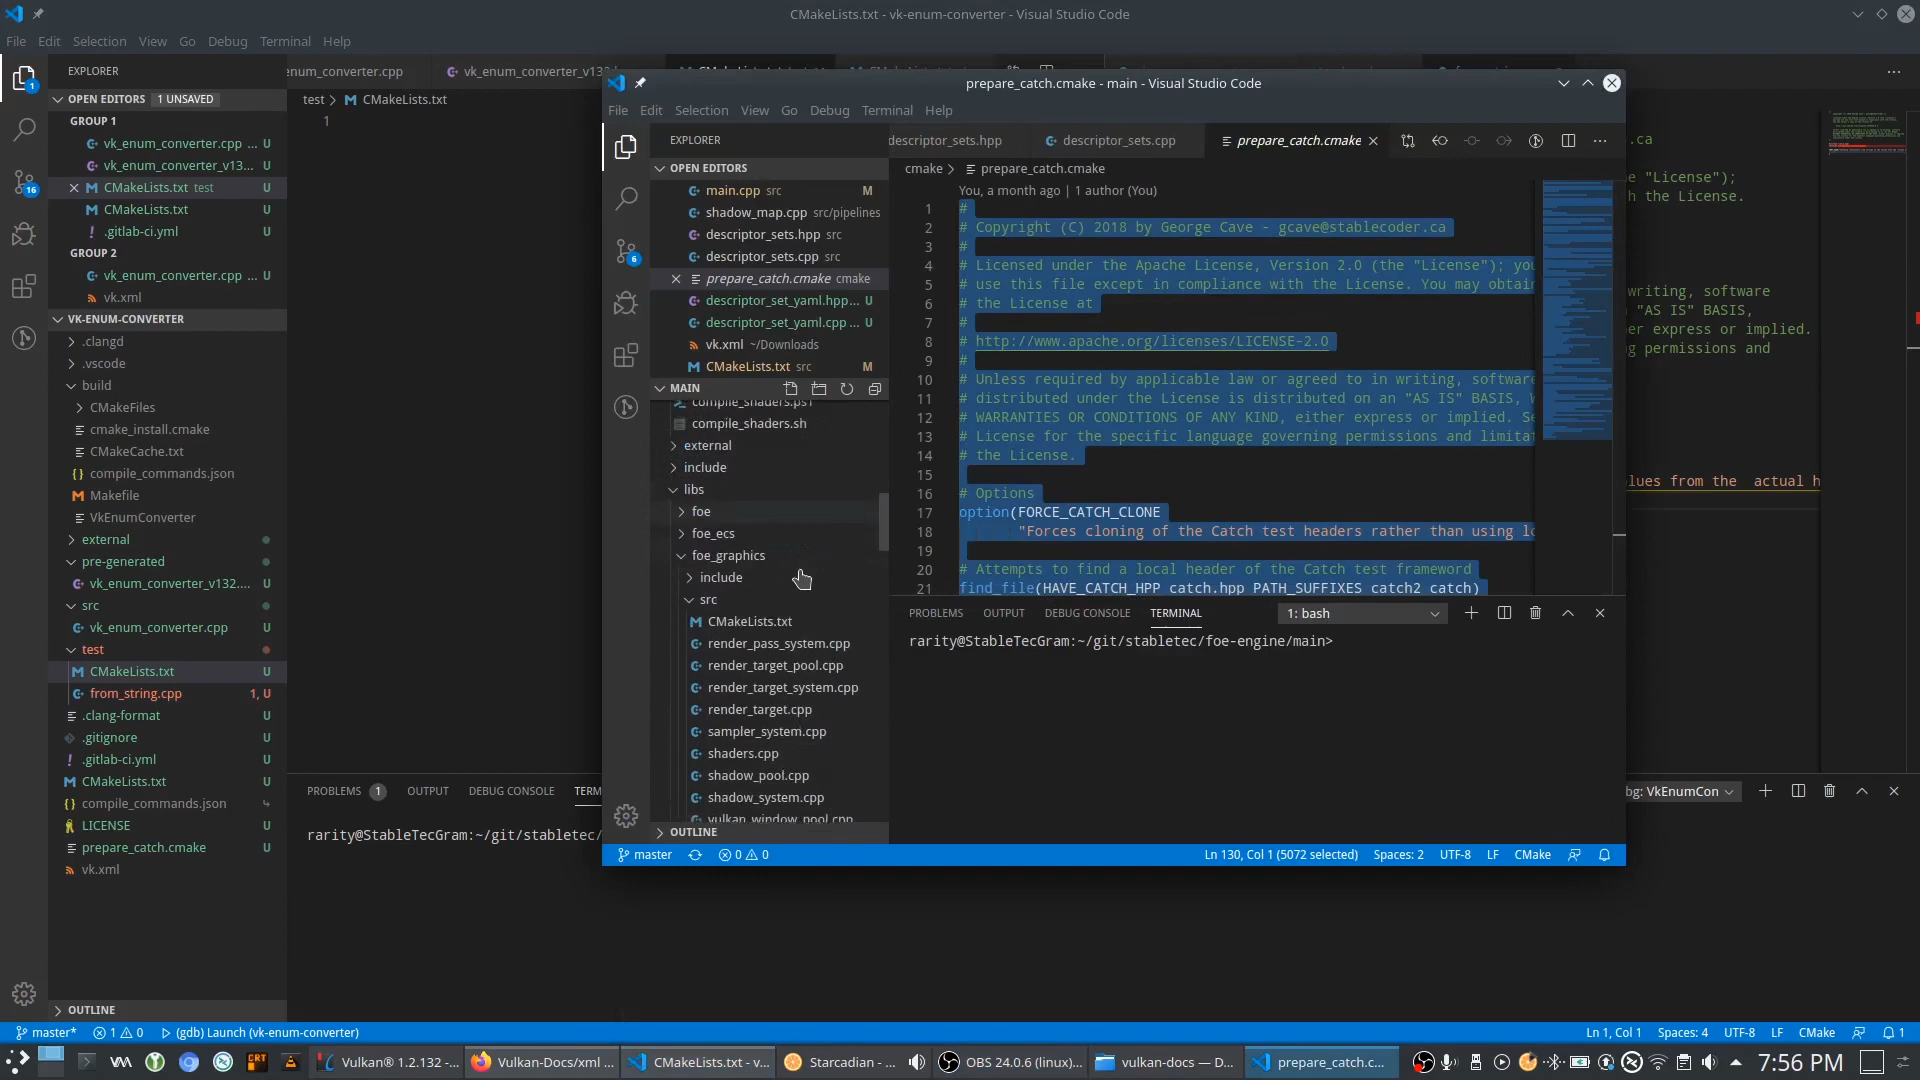 CMakeLists.txt - vk-enum-converter - Visual Studio Code
File Edit Selection View Go Debug Terminal Help
EXPLORER
OPEN EDITORS 1 UNSAVED
GROUP 1
vk_enum_converter.cpp ... U
vk_enum_converter_v13... U
CMakeLists.txt test U
CMakeLists.txt U
.gitlab-ci.yml U
GROUP 2
vk_enum_converter.cpp ... U
vk.xml
VK-ENUM-CONVERTER
.clangd
.vscode
build
CMakeFiles
cmake_install.cmake
CMakeCache.txt
compile_commands.json
Makefile
VkEnumConverter
external
pre-generated
vk_enum_converter_v132.... U
src
vk_enum_converter.cpp U
test
CMakeLists.txt U
from_string.cpp 1, U
.clang-format U
.gitignore U
.gitlab-ci.yml U
CMakeLists.txt U
compile_commands.json
LICENSE U
prepare_catch.cmake U
vk.xml
OUTLINE
enum_converter.cpp vk_enum_converter_v132
test > CMakeLists.txt
1
PROBLEMS 1 OUTPUT DEBUG CONSOLE TERM
rarity@StableTecGram:~/git/stabletec/
prepare_catch.cmake - main - Visual Studio Code
File Edit Selection View Go Debug Terminal Help
EXPLORER
OPEN EDITORS
main.cpp src M
shadow_map.cpp src/pipelines
descriptor_sets.hpp src
descriptor_sets.cpp src
prepare_catch.cmake cmake
descriptor_set_yaml.hpp... U
descriptor_set_yaml.cpp ... U
vk.xml ~/Downloads
CMakeLists.txt src M
MAIN
compile_shaders.ps1
compile_shaders.sh
external
include
libs
foe
foe_ecs
foe_graphics
include
src
CMakeLists.txt
render_pass_system.cpp
render_target_pool.cpp
render_target_system.cpp
render_target.cpp
sampler_system.cpp
shaders.cpp
shadow_pool.cpp
shadow_system.cpp
vulkan_window_pool.cpp
OUTLINE
descriptor_sets.hpp descriptor_sets.cpp prepare_catch.cmake
cmake > prepare_catch.cmake
You, a month ago | 1 author (You)
1 #
2 # Copyright (C) 2018 by George Cave - gcave@stablecoder.ca
3 #
4 # Licensed under the Apache License, Version 2.0 (the "License"); you
5 # use this file except in compliance with the License. You may obtain
6 # the License at
7 #
8 # http://www.apache.org/licenses/LICENSE-2.0
9 #
10 # Unless required by applicable law or agreed to in writing, software
11 # distributed under the License is distributed on an "AS IS" BASIS, W
12 # WARRANTIES OR CONDITIONS OF ANY KIND, either express or implied. Se
13 # License for the specific language governing permissions and limitat
14 # the License.
15
16 # Options
17 option(FORCE_CATCH_CLONE
18 "Forces cloning of the Catch test headers rather than using lo
19
20 # Attempts to find a local header of the Catch test frameword
21 find_file(HAVE_CATCH_HPP catch.hpp PATH_SUFFIXES catch2 catch)
PROBLEMS OUTPUT DEBUG CONSOLE TERMINAL 1: bash
rarity@StableTecGram:~/git/stabletec/foe-engine/main>
master 0 0 Ln 130, Col 1 (5072 selected) Spaces: 2 UTF-8 LF CMake
.ca
e "License");
h the License.
writing, software
"AS IS" BASIS,
her express or implied.
g permissions and
lues from the actual h
bg: VkEnumCon
master* 1 0 (gdb) Launch (vk-enum-converter) Ln 1, Col 1 Spaces: 4 UTF-8 LF CMake 1
Vulkan® 1.2.132 - ... Vulkan-Docs/xml ... CMakeLists.txt - v... Starcadian - ... OBS 24.0.6 (linux)... vulkan-docs — D... prepare_catch.c... 7:56 PM